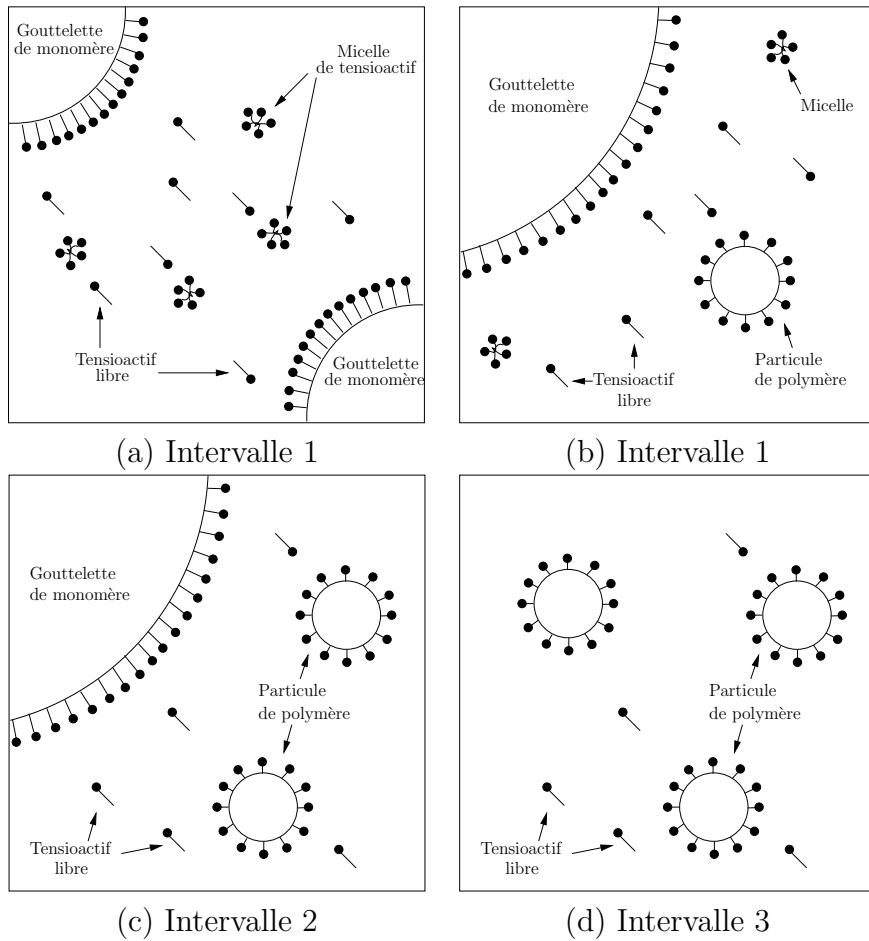 Gouttelette
de monomère
Micelle
de tensioactif
Tensioactif
libre
Gouttelette
de monomère
(a) Intervalle 1
Gouttelette
de monomère
Micelle
Particule
de polymère
Tensioactif
libre
(b) Intervalle 1
Gouttelette
de monomère
Particule
de polymère
Tensioactif
libre
(c) Intervalle 2
Particule
de polymère
Tensioactif
libre
(d) Intervalle 3